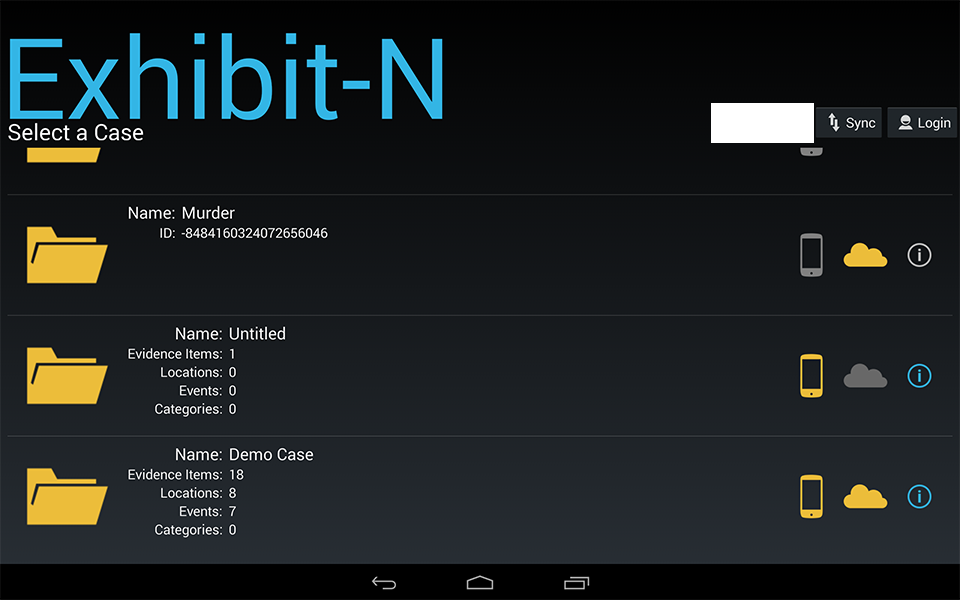 Exhibit-N
Select a Case
Sync
Login
Name: Murder
ID: -8484160324072656046
Name: Untitled
Evidence Items: 1
Locations: 0
Events: 0
Categories: 0
Name: Demo Case
Evidence Items: 18
Locations: 8
Events: 7
Categories: 0